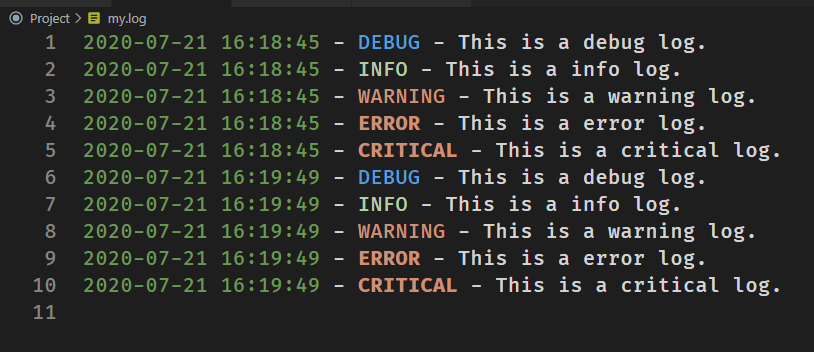 Project > my.log
1 2020-07-21 16:18:45 - DEBUG - This is a debug log.
2 2020-07-21 16:18:45 - INFO - This is a info log.
3 2020-07-21 16:18:45 - WARNING - This is a warning log.
4 2020-07-21 16:18:45 - ERROR - This is a error log.
5 2020-07-21 16:18:45 - CRITICAL - This is a critical log.
6 2020-07-21 16:19:49 - DEBUG - This is a debug log.
7 2020-07-21 16:19:49 - INFO - This is a info log.
8 2020-07-21 16:19:49 - WARNING - This is a warning log.
9 2020-07-21 16:19:49 - ERROR - This is a error log.
10 2020-07-21 16:19:49 - CRITICAL - This is a critical log.
11